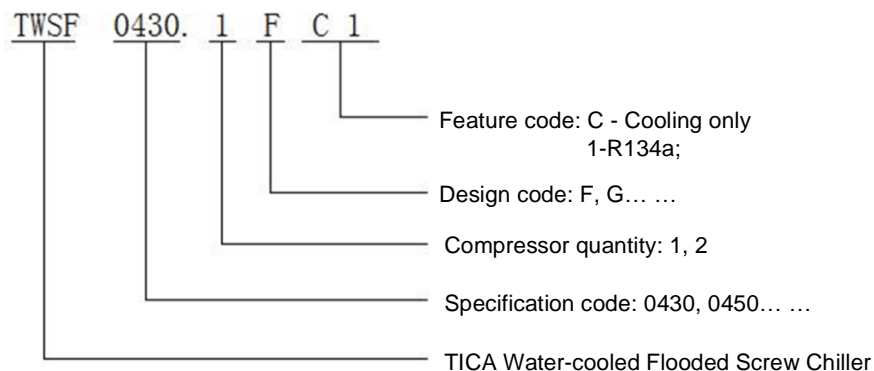 TWSF 0430. 1 F C 1
Feature code: C - Cooling only
1-R134a;
Design code: F, G… …
Compressor quantity: 1, 2
Specification code: 0430, 0450… …
TICA Water-cooled Flooded Screw Chiller